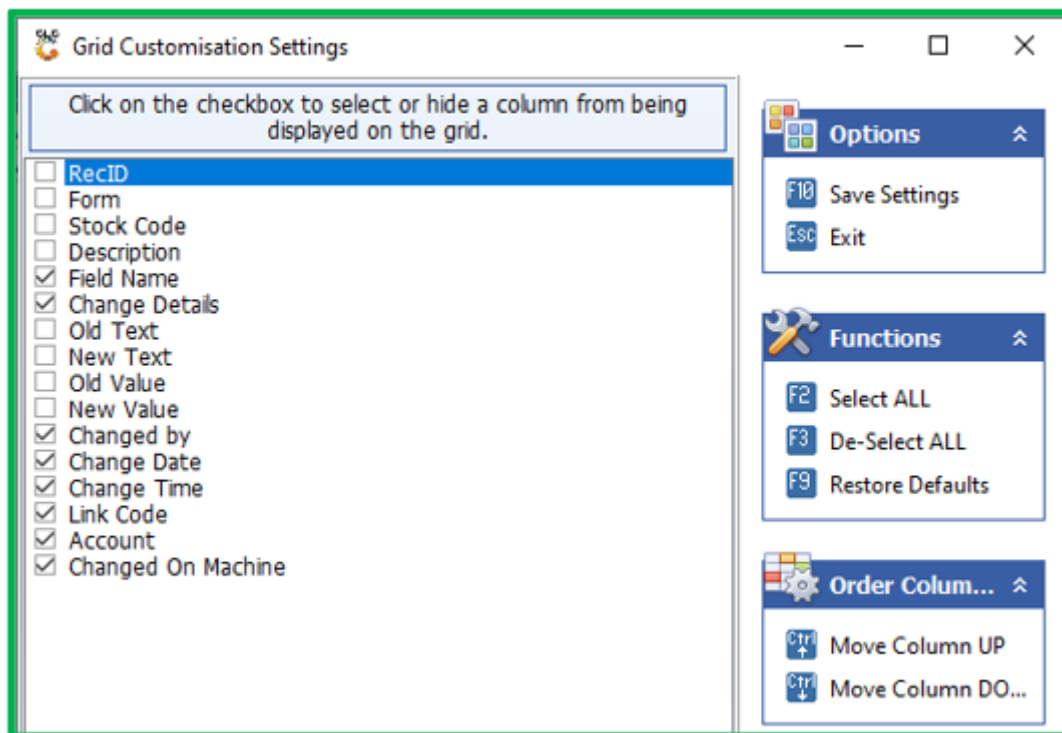 Grid Customisation Settings
Click on the checkbox to select or hide a column from being
displayed on the grid.
RecID
Form
Stock Code
Description
Field Name
Change Details
Old Text
New Text
Old Value
New Value
Changed by
Change Date
Change Time
Link Code
Account
Changed On Machine
Options
F10 Save Settings
Esc Exit
Functions
F2 Select ALL
F3 De-Select ALL
F9 Restore Defaults
Order Colum...
Ctrl Move Column UP
Ctrl Move Column DO...